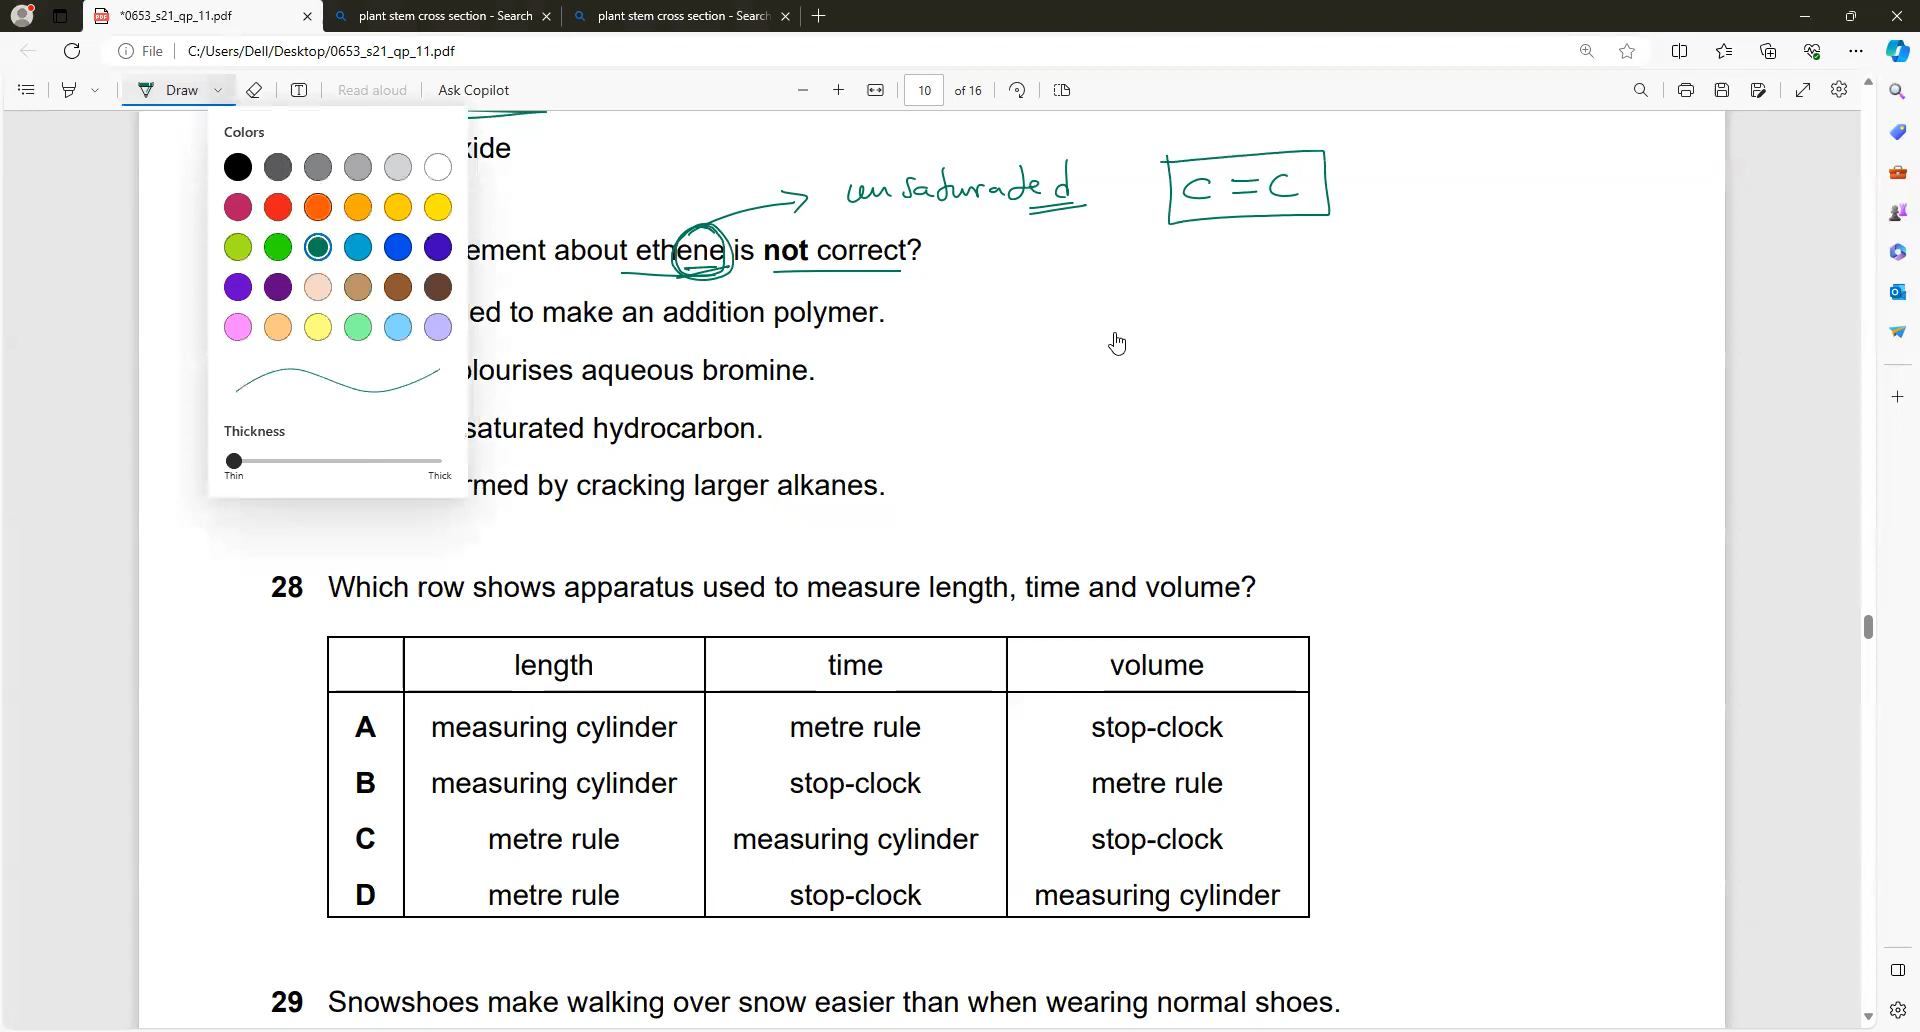 *0653_s21_qp_11.pdf
plant stem cross section - Search
plant stem cross section - Search
File
C:/Users/Dell/Desktop/0653_s21_qp_11.pdf
Draw
Read aloud
Ask Copilot
10
of 16
Colors
Thickness
Thin
Thick
xide
unsaturated
C = C
ement about ethene is not correct?
ed to make an addition polymer.
lourises aqueous bromine.
saturated hydrocarbon.
rmed by cracking larger alkanes.
28 Which row shows apparatus used to measure length, time and volume?
length time volume
A measuring cylinder metre rule stop-clock
B measuring cylinder stop-clock metre rule
C metre rule measuring cylinder stop-clock
D metre rule stop-clock measuring cylinder
29 Snowshoes make walking over snow easier than when wearing normal shoes.